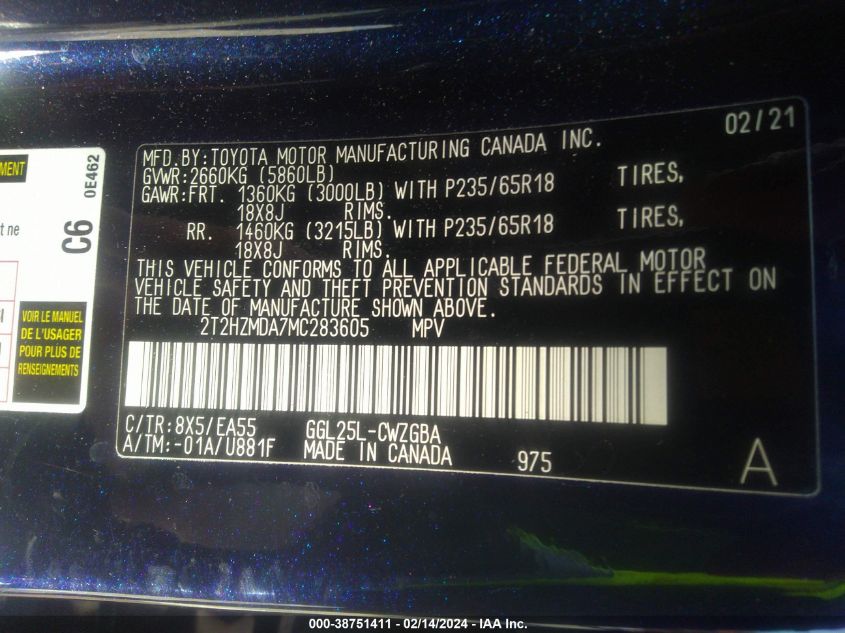 MENT
0E462
C6
t ne
VOIR LE MANUEL
DE L'USAGER
POUR PLUS DE
RENSEIGNEMENTS
02/21
MFD.BY:TOYOTA MOTOR MANUFACTURING CANADA INC.
GVWR:2660KG (5860LB)
GAWR:FRT. 1360KG (3000LB) WITH P235/65R18 TIRES,
18X8J RIMS.
RR. 1460KG (3215LB) WITH P235/65R18 TIRES,
18X8J RIMS.
THIS VEHICLE CONFORMS TO ALL APPLICABLE FEDERAL MOTOR
VEHICLE SAFETY AND THEFT PREVENTION STANDARDS IN EFFECT ON
THE DATE OF MANUFACTURE SHOWN ABOVE.
2T2HZMDA7MC283605 MPV
C/TR:8X5/EA55 GGL25L-CWZGBA
A/TM:-01A/U881F MADE IN CANADA 975
A
000-38751411 - 02/14/2024 - IAA Inc.